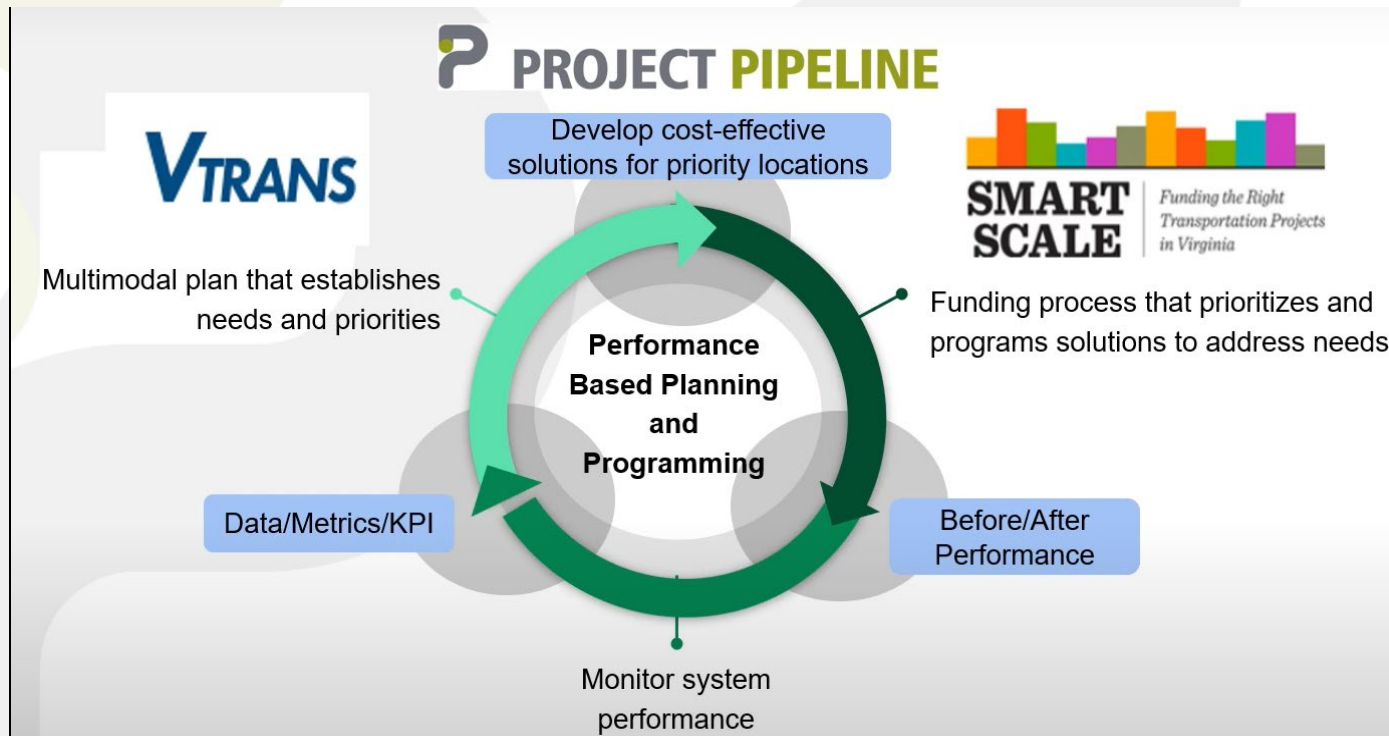 PROJECT PIPELINE
VTRANS
Develop cost-effective
solutions for priority locations
SMART
SCALE
Funding the Right
Transportation Projects
in Virginia
Multimodal plan that establishes
needs and priorities
Funding process that prioritizes and
programs solutions to address needs
Performance
Based Planning
and
Programming
Data/Metrics/KPI
Before/After
Performance
Monitor system
performance